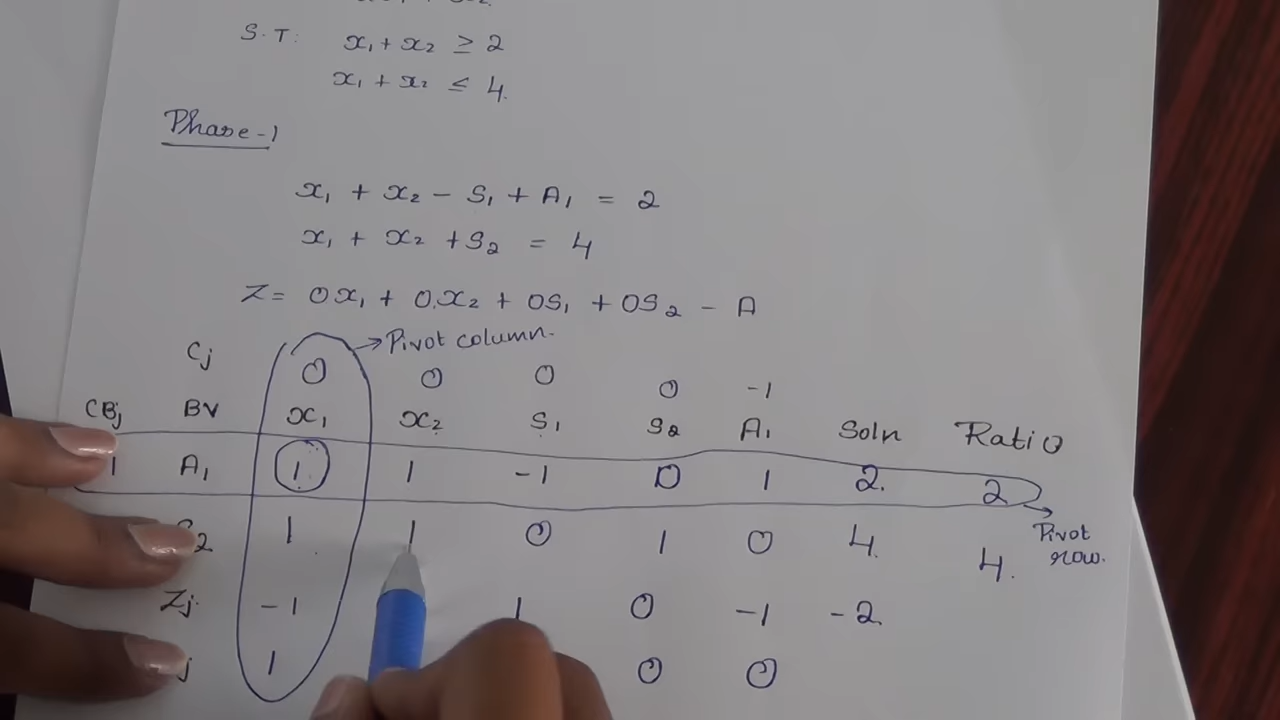 S.T: x₁ + x₂ ≥ 2
x₁ + x₂ ≤ 4.
Phase-1
x₁ + x₂ - S₁ + A₁ = 2
x₁ + x₂ + S₂ = 4
Z = 0x₁ + 0.x₂ + 0S₁ + 0S₂ - A
→ Pivot column.
Cj 0 0 0 0 -1
CBj BV x₁ x₂ S₁ S₂ A₁ Soln Ratio
1 A₁ 1 1 -1 0 1 2. 2
→ Pivot row.
2 1 1 0 1 0 4. 4.
Zj -1 1 0 -1 -2
j 1 0 0